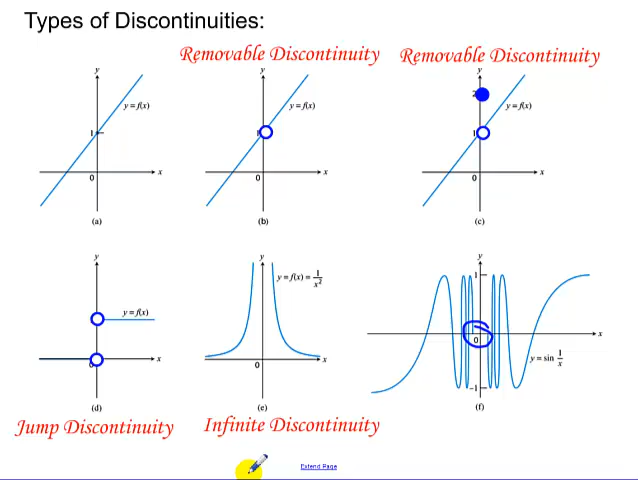 Types of Discontinuities:
Removable Discontinuity
Removable Discontinuity
y
y = f(x)
1
0
x
(a)
y
y = f(x)
1
0
x
(b)
y
2
y = f(x)
1
0
x
(c)
y
y = f(x)
0
x
(d)
y
y = f(x) = 1/x²
0
x
(e)
y
1
0
x
y = sin 1/x
−1
(f)
Jump Discontinuity
Infinite Discontinuity
Extend Page